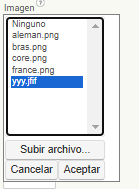 Imagen ?
Ninguno
aleman.png
bras.png
core.png
france.png
yyy.jfif
Subir archivo...
Cancelar Aceptar